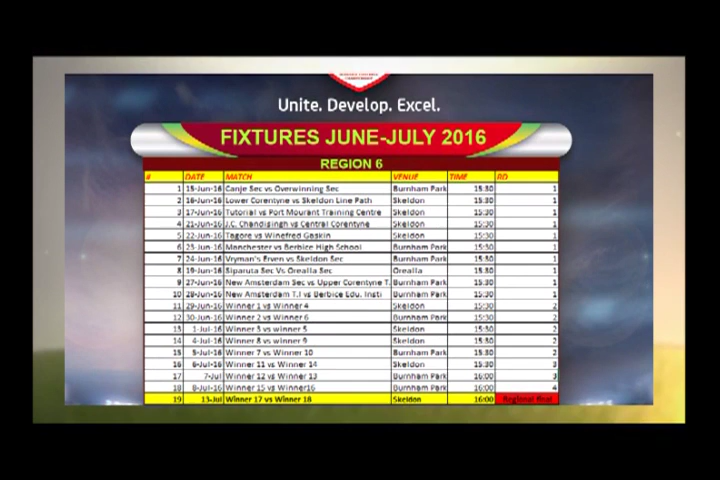 Unite. Develop. Excel.
FIXTURES JUNE-JULY 2016
REGION 6
# DATE MATCH VENUE TIME RD
1 15-Jun-16 Canje Sec vs Overwinning Sec Burnham Park 15:30 1
2 16-Jun-16 Lower Corentyne vs Skeldon Line Path Skeldon 15:30 1
3 17-Jun-16 Tutorial vs Port Mourant Training Centre Skeldon 15:30 1
4 21-Jun-16 J.C. Chandisingh vs Central Corentyne Skeldon 15:30 1
5 22-Jun-16 Tagore vs Winefred Gaskin Skeldon 15:30 1
6 23-Jun-16 Manchester vs Berbice High School Burnham Park 15:30 1
7 24-Jun-16 Vryman's Erven vs Skeldon Sec Burnham Park 15:30 1
8 19-Jun-16 Siparuta Sec Vs Orealla Sec Orealla 15:30 1
9 27-Jun-16 New Amsterdam Sec vs Upper Corentyne T. Burnham Park 15:30 1
10 28-Jun-16 New Amsterdam T.I vs Berbice Edu. Insti Burnham Park 15:30 1
11 29-Jun-16 Winner 1 vs Winner 4 Skeldon 15:30 2
12 30-Jun-16 Winner 2 vs Winner 6 Burnham Park 15:30 2
13 1-Jul-16 Winner 3 vs winner 5 Skeldon 15:30 2
14 4-Jul-16 Winner 8 vs winner 9 Skeldon 15:30 2
15 5-Jul-16 Winner 7 vs Winner 10 Burnham Park 15:30 2
16 6-Jul-16 Winner 11 vs Winner 14 Skeldon 15:30 3
17 7-Jul Winner 12 vs Winner 13 Burnham Park 16:00 3
18 8-Jul-16 Winner 15 vs Winner16 Burnham Park 16:00 4
19 13-Jul Winner 17 vs Winner 18 Skeldon 16:00 Regional final